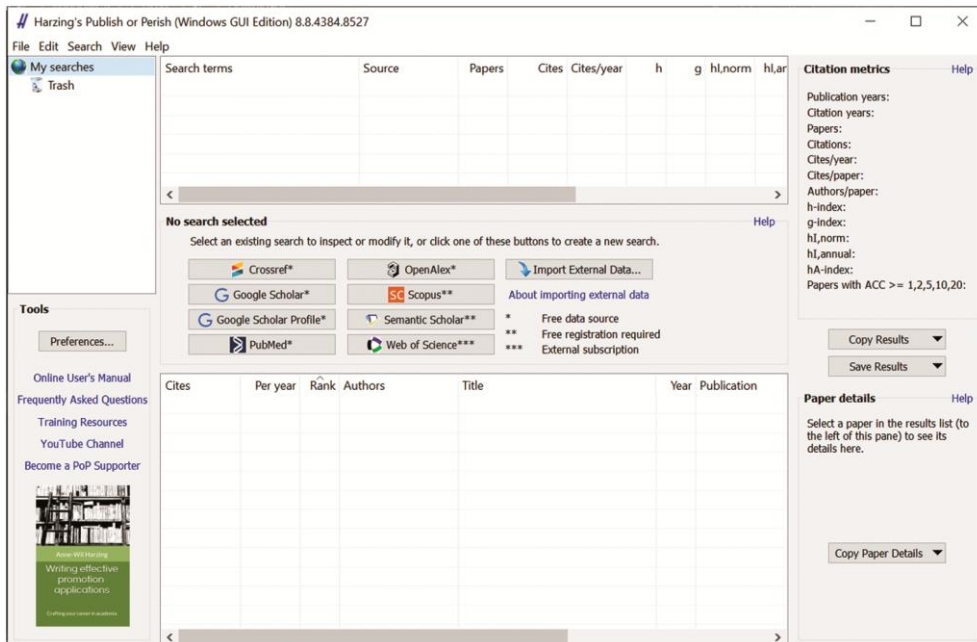 Harzing's Publish or Perish (Windows GUI Edition) 8.8.4384.8527
File Edit Search View Help
My searches
Trash
Search terms Source Papers Cites Cites/year h g hI,norm hI,ar
Citation metrics Help
Publication years:
Citation years:
Papers:
Citations:
Cites/year:
Cites/paper:
Authors/paper:
h-index:
g-index:
hI,norm:
hI,annual:
hA-index:
Papers with ACC >= 1,2,5,10,20:
No search selected Help
Select an existing search to inspect or modify it, or click one of these buttons to create a new search.
Crossref* OpenAlex* Import External Data...
Google Scholar* SC Scopus** About importing external data
Google Scholar Profile* Semantic Scholar** * Free data source
** Free registration required
PubMed* Web of Science*** *** External subscription
Tools
Preferences...
Online User's Manual
Frequently Asked Questions
Training Resources
YouTube Channel
Become a PoP Supporter
Anne-Wil Harzing
Writing effective
promotion
applications
Crafting your career in academia
Cites Per year Rank Authors Title Year Publication
Copy Results
Save Results
Paper details Help
Select a paper in the results list (to
the left of this pane) to see its
details here.
Copy Paper Details